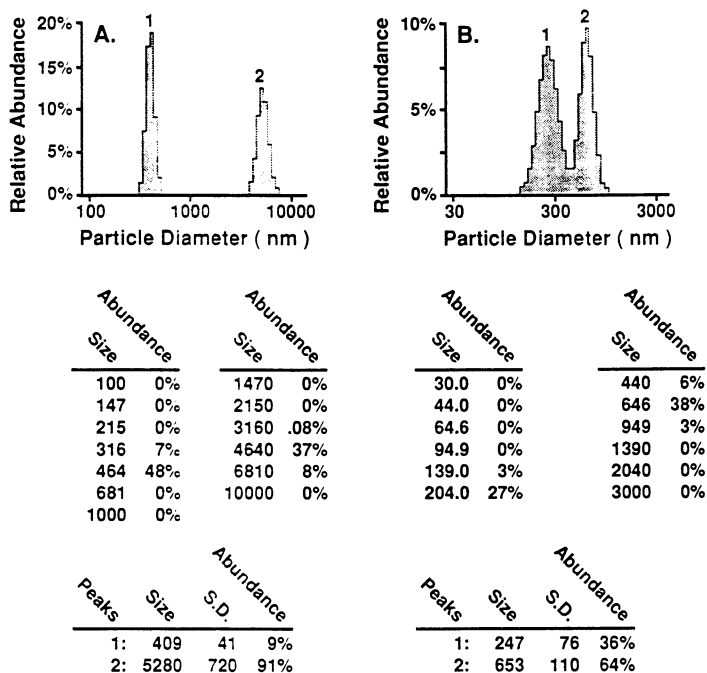 A.
20%
15%
10%
5%
0%
Relative Abundance
1
2
100 1000 10000
Particle Diameter ( nm )
B.
10%
5%
0%
Relative Abundance
1
2
30 300 3000
Particle Diameter ( nm )
Size Abundance
100 0%
147 0%
215 0%
316 7%
464 48%
681 0%
1000 0%
Size Abundance
1470 0%
2150 0%
3160 .08%
4640 37%
6810 8%
10000 0%
Size Abundance
30.0 0%
44.0 0%
64.6 0%
94.9 0%
139.0 3%
204.0 27%
Size Abundance
440 6%
646 38%
949 3%
1390 0%
2040 0%
3000 0%
Peaks Size S.D. Abundance
1: 409 41 9%
2: 5280 720 91%
Peaks Size S.D. Abundance
1: 247 76 36%
2: 653 110 64%